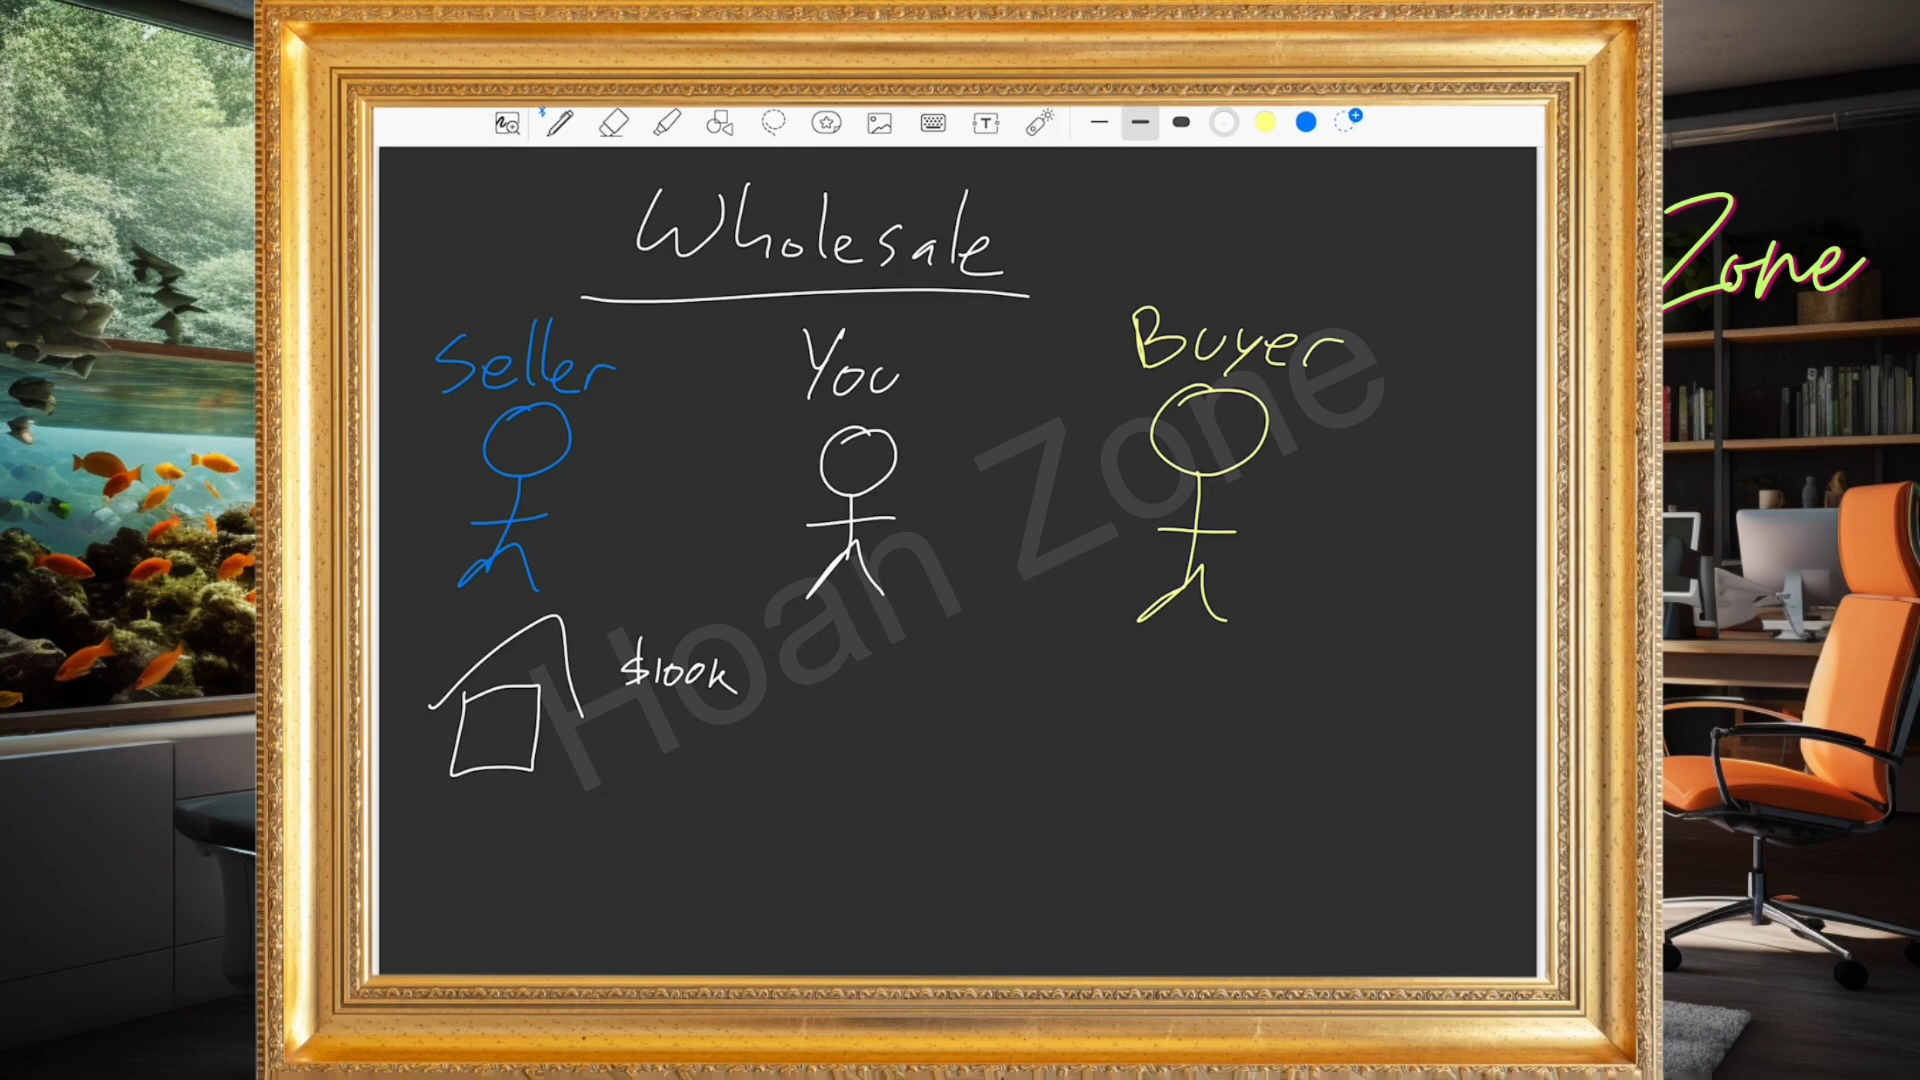 Wholesale
Seller
You
Buyer
$100k
Hoan Zone
Zone